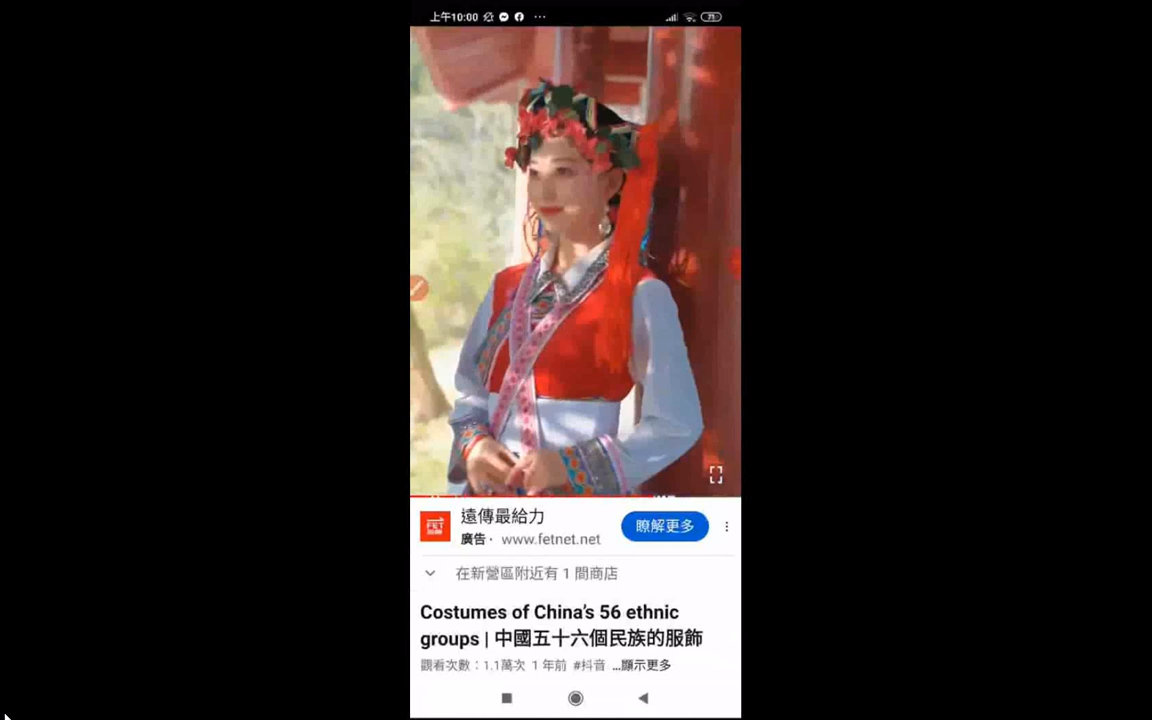 上午10:00
71
遠傳最給力
FET
廣告 · www.fetnet.net
瞭解更多
在新營區附近有 1 間商店
Costumes of China's 56 ethnic
groups | 中國五十六個民族的服飾
觀看次數：1.1萬次 1 年前 #抖音 ...顯示更多